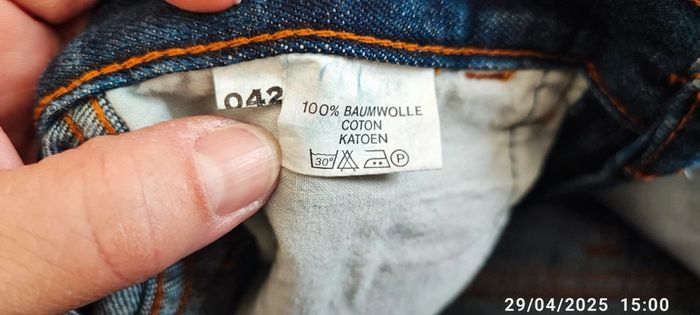 042
100% BAUMWOLLE
COTON
KATOEN
30° P
29/04/2025 15:00